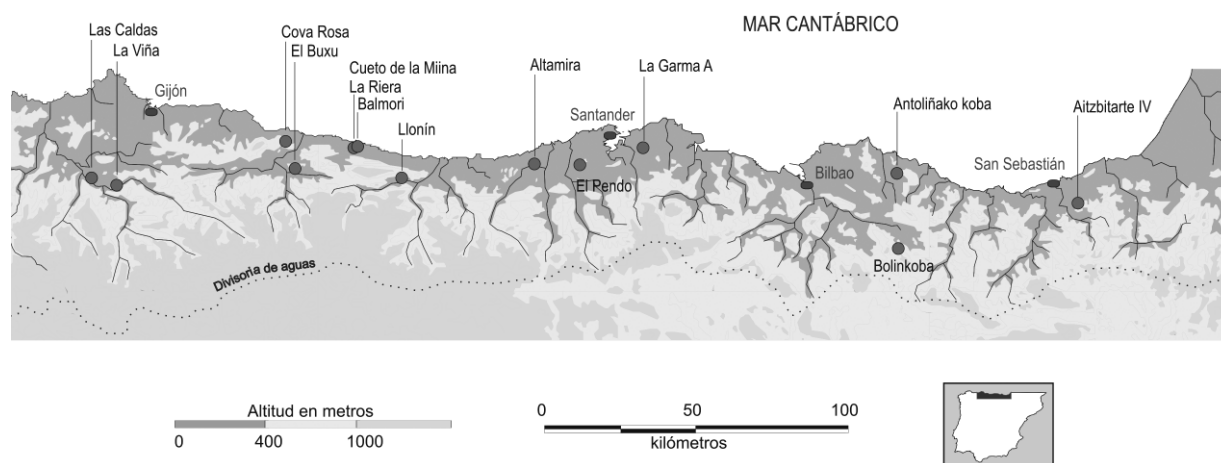 MAR CANTÁBRICO
Las Caldas
La Viña
Gijón
Cova Rosa
El Buxu
Cueto de la Miina
La Riera
Balmori
Llonín
Altamira
Santander
El Pendo
La Garma A
Bilbao
Antoliñako koba
Bolinkoba
San Sebastián
Aitzbitarte IV
Divisoria de aguas
Altitud en metros
0 400 1000
0 50 100
kilómetros